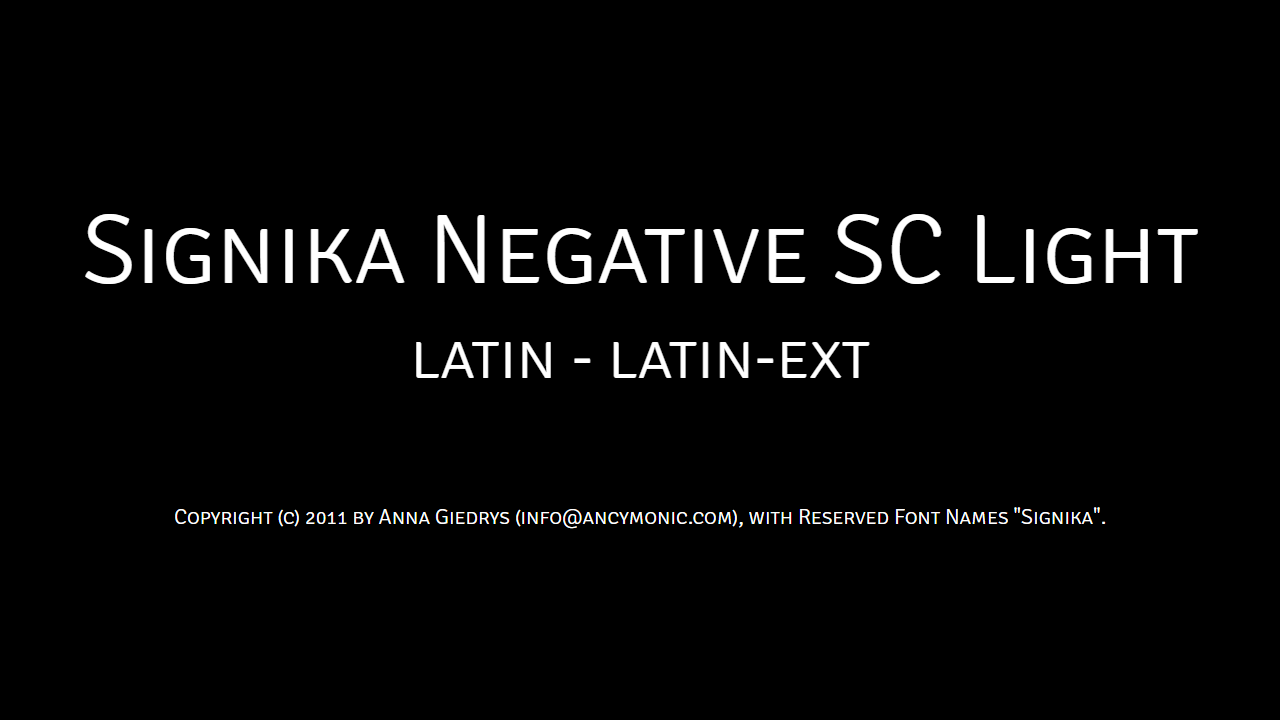 Signika Negative SC Light
latin - latin-ext
Copyright (c) 2011 by Anna Giedrys (info@ancymonic.com), with Reserved Font Names "Signika".